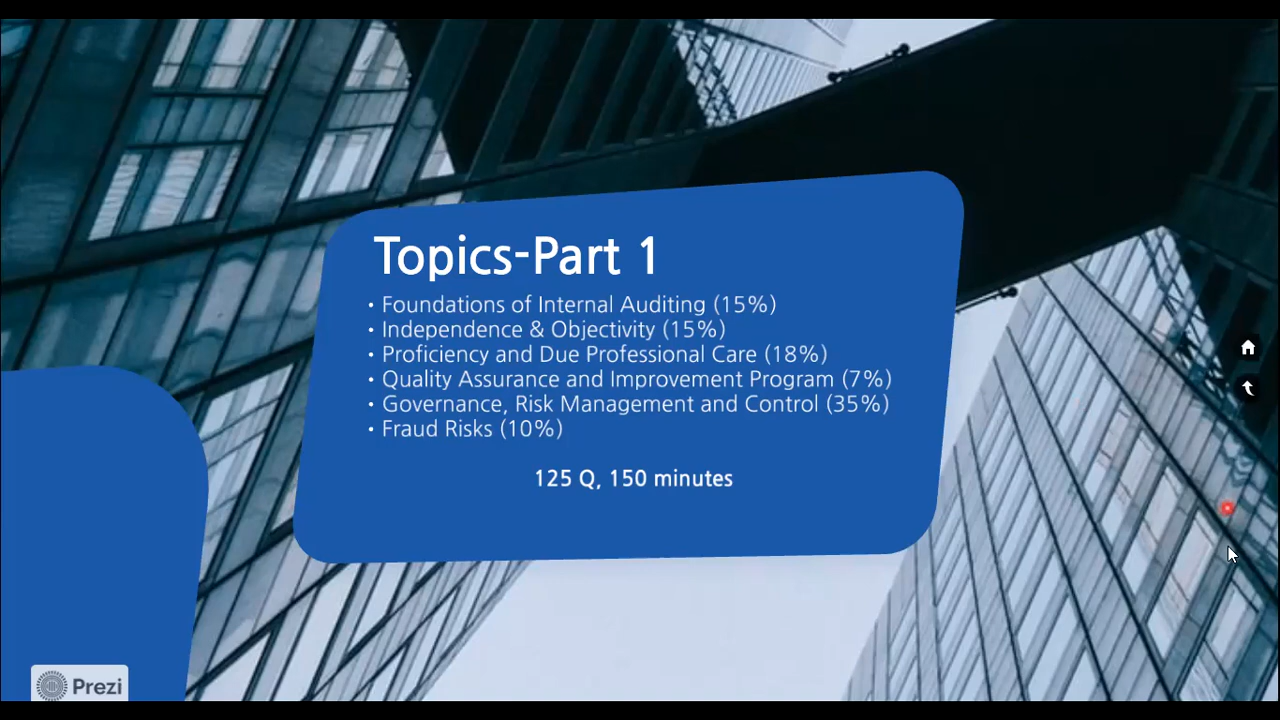 Topics-Part 1
• Foundations of Internal Auditing (15%)
• Independence & Objectivity (15%)
• Proficiency and Due Professional Care (18%)
• Quality Assurance and Improvement Program (7%)
• Governance, Risk Management and Control (35%)
• Fraud Risks (10%)
125 Q, 150 minutes
Prezi